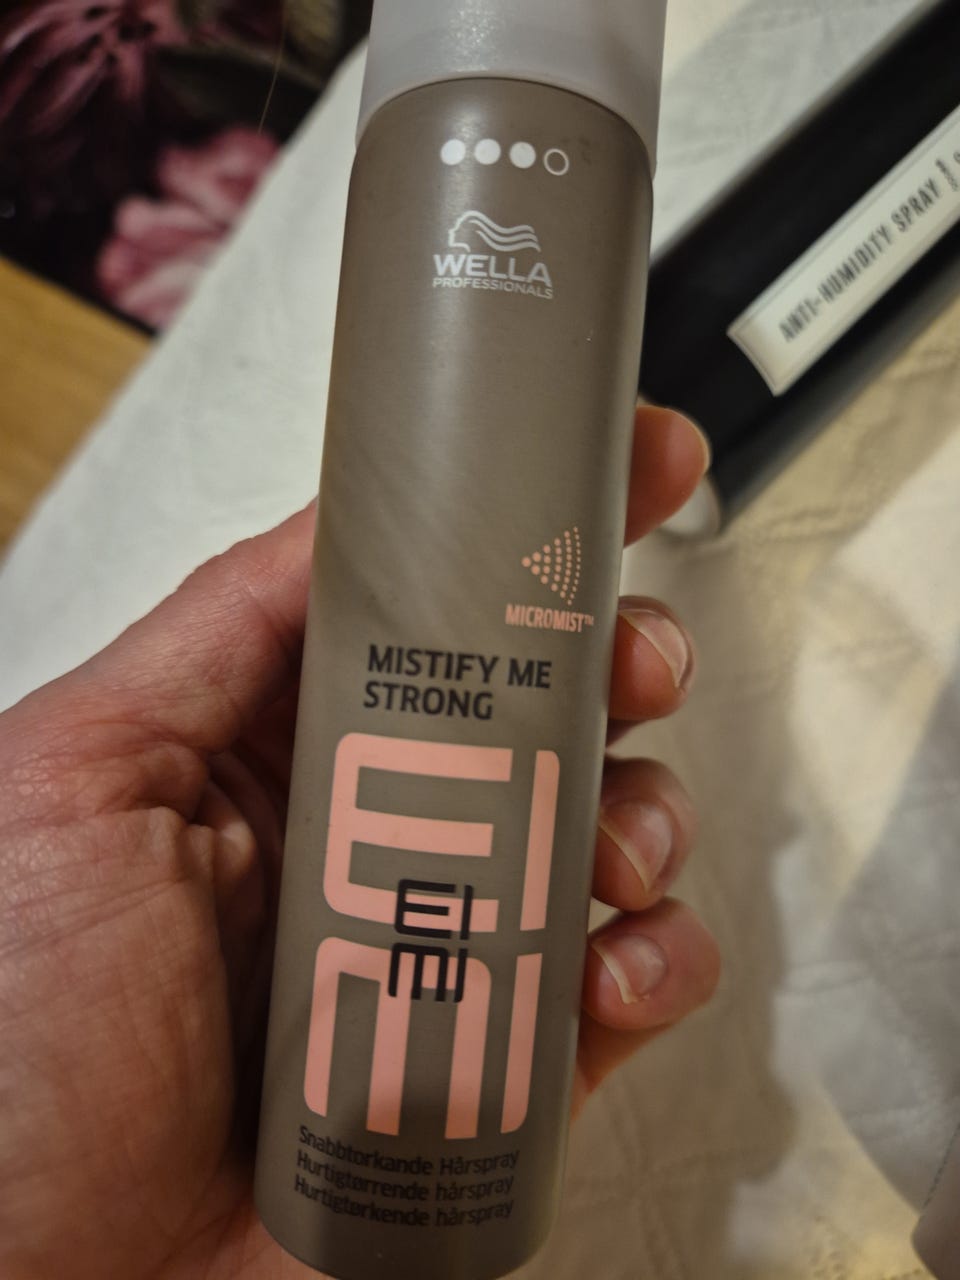 WELLA
PROFESSIONALS
ANTI-HUMIDITY SPRAY
MICROMIST™
MISTIFY ME
STRONG
EIMI
EIMI
Snabbtorkande Hårspray
Hurtigtørrende hårspray
Hurtigtørkende hårspray